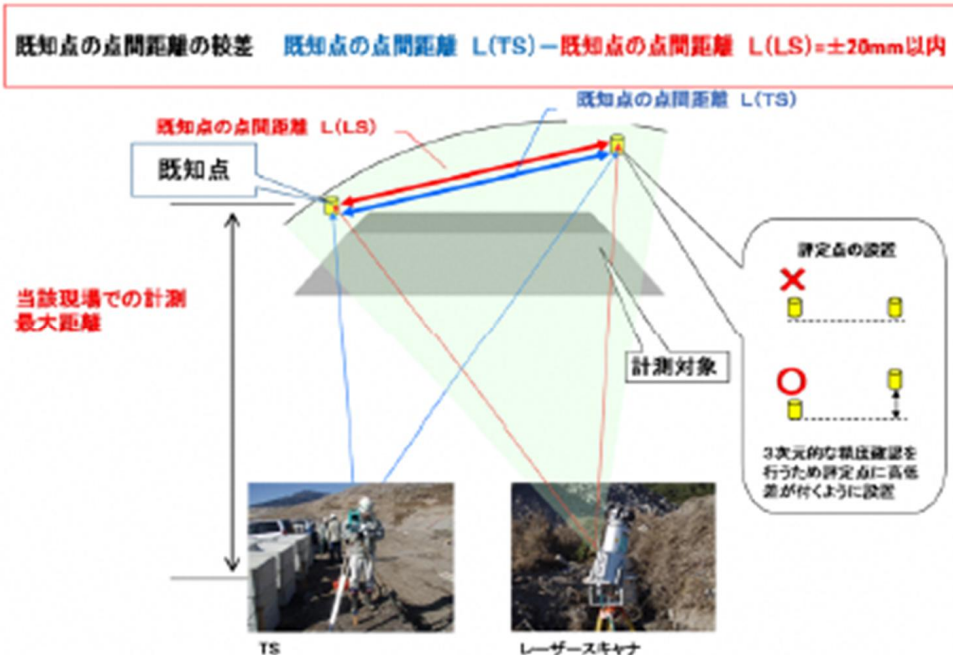 既知点の点間距離の較差 既知点の点間距離 L(TS)-既知点の点間距離 L(LS)=±20mm以内
既知点の点間距離 L(TS)
既知点の点間距離 L(LS)
既知点
当該現場での計測
最大距離
計測対象
評定点の設置
3次元的な精度確認を
行うため評定点に高低
差が付くように設置
TS
レーザースキャナ